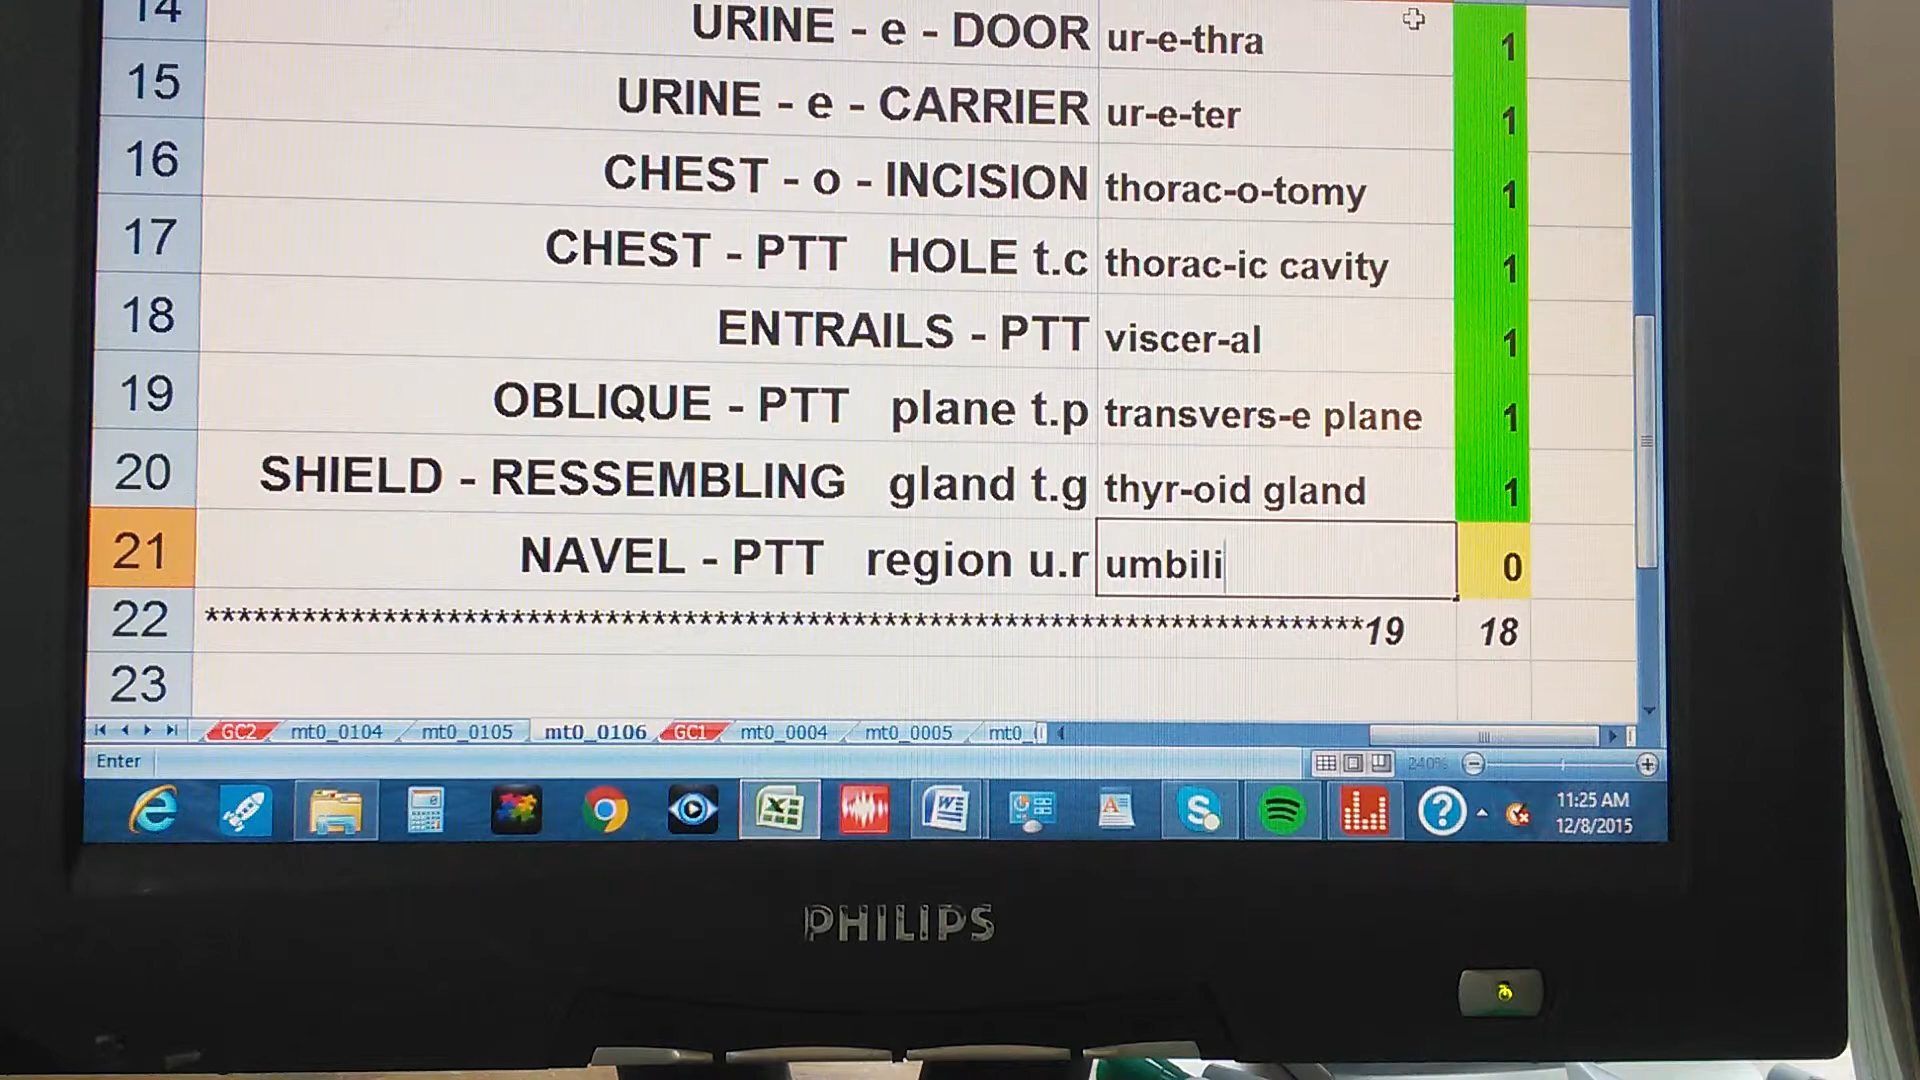 14 URINE - e - DOOR ur-e-thra 1
15 URINE - e - CARRIER ur-e-ter 1
16 CHEST - o - INCISION thorac-o-tomy 1
17 CHEST - PTT HOLE t.c thorac-ic cavity 1
18 ENTRAILS - PTT viscer-al 1
19 OBLIQUE - PTT plane t.p transvers-e plane 1
20 SHIELD - RESSEMBLING gland t.g thyr-oid gland 1
21 NAVEL - PTT region u.r umbili 0
22 ************************************************************************19 18
23
GC2 mt0_0104 mt0_0105 mt0_0106 GC1 mt0_0004 mt0_0005 mt0_
Enter 240%
11:25 AM
12/8/2015
PHILIPS